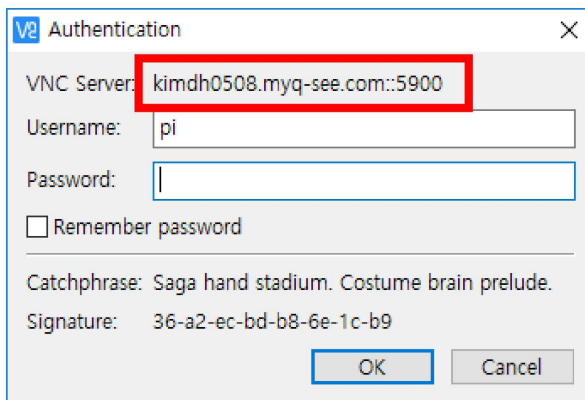 VR Authentication
VNC Server: kimdh0508.myq-see.com::5900
Username: pi
Password:
Remember password
Catchphrase: Saga hand stadium. Costume brain prelude.
Signature: 36-a2-ec-bd-b8-6e-1c-b9
OK Cancel